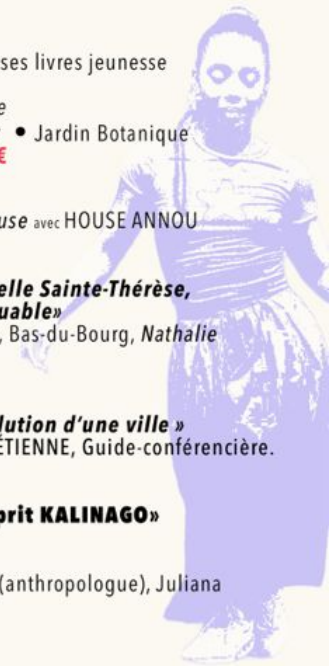 ses livres jeunesse
e
• Jardin Botanique
€
use avec HOUSE ANNOU
elle Sainte-Thérèse,
uable»
, Bas-du-Bourg, Nathalie
lution d'une ville »
ÉTIENNE, Guide-conférencière.
prit KALINAGO»
(anthropologue), Juliana